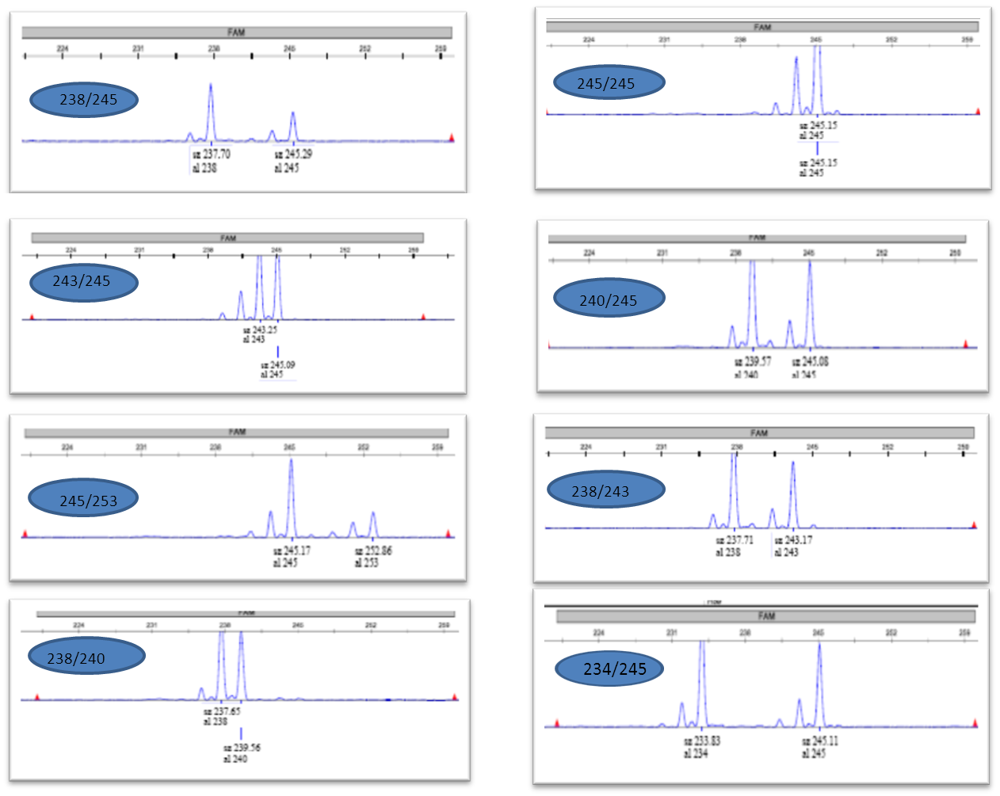 FAM
224 231 238 245 252 259
238/245
sz 237.70 sz 245.29
al 238 al 245
FAM
224 231 238 245 252 259
245/245
sz 245.15
al 245
sz 245.15
al 245
FAM
224 231 238 245 252 259
243/245
sz 243.25
al 243
sz 245.09
al 245
FAM
224 231 238 245 252 259
240/245
sz 239.57 sz 245.08
al 240 al 245
FAM
224 231 238 245 252 259
245/253
sz 245.17 sz 252.86
al 245 al 253
FAM
224 231 238 245 252 259
238/243
sz 237.71 sz 243.17
al 238 al 243
FAM
224 231 238 245 252 259
238/240
sz 237.65
al 238
sz 239.56
al 240
FAM
224 231 238 245 252 259
234/245
sz 233.83 sz 245.11
al 234 al 245